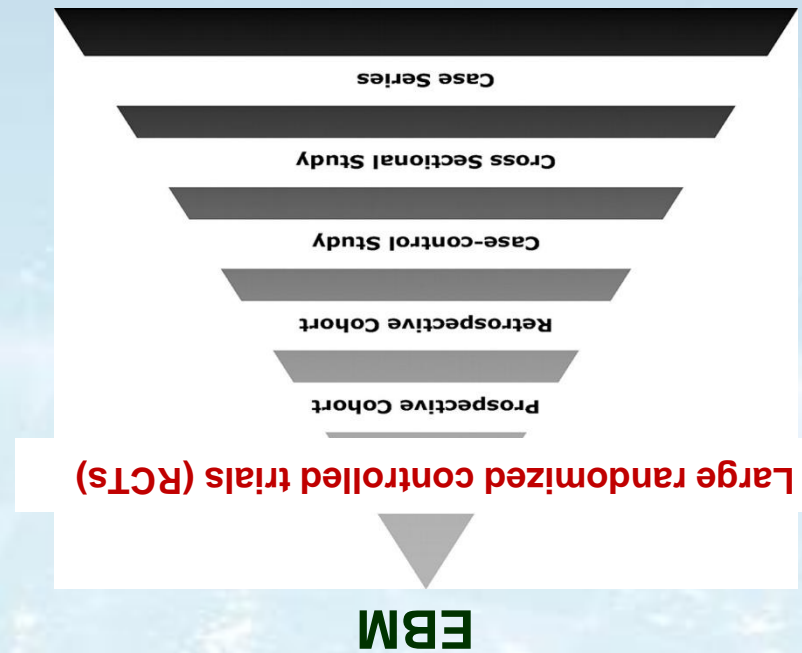 EBM
Large randomized controlled trials (RCTs)
Prospective Cohort
Retrospective Cohort
Case-control Study
Cross Sectional Study
Case Series